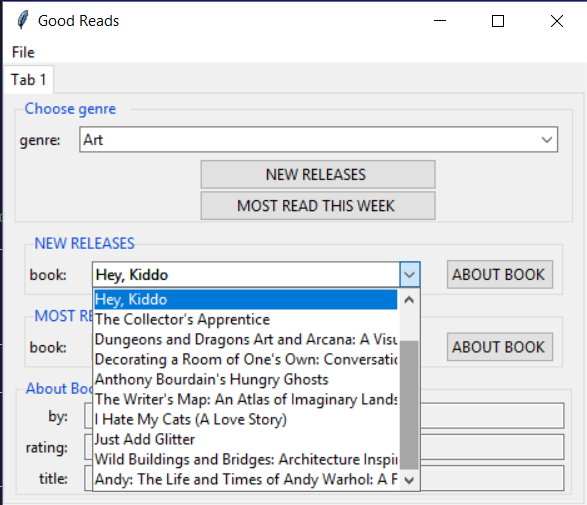 Good Reads
File
Tab 1
Choose genre
genre: Art
NEW RELEASES
MOST READ THIS WEEK
NEW RELEASES
book: Hey, Kiddo ABOUT BOOK
Hey, Kiddo
The Collector's Apprentice
MOST RE
Dungeons and Dragons Art and Arcana: A Visu
book: ABOUT BOOK
Decorating a Room of One's Own: Conversatic
Anthony Bourdain's Hungry Ghosts
About Boo
The Writer's Map: An Atlas of Imaginary Lands
by:
I Hate My Cats (A Love Story)
Just Add Glitter
rating:
Wild Buildings and Bridges: Architecture Inspir
title:
Andy: The Life and Times of Andy Warhol: A F